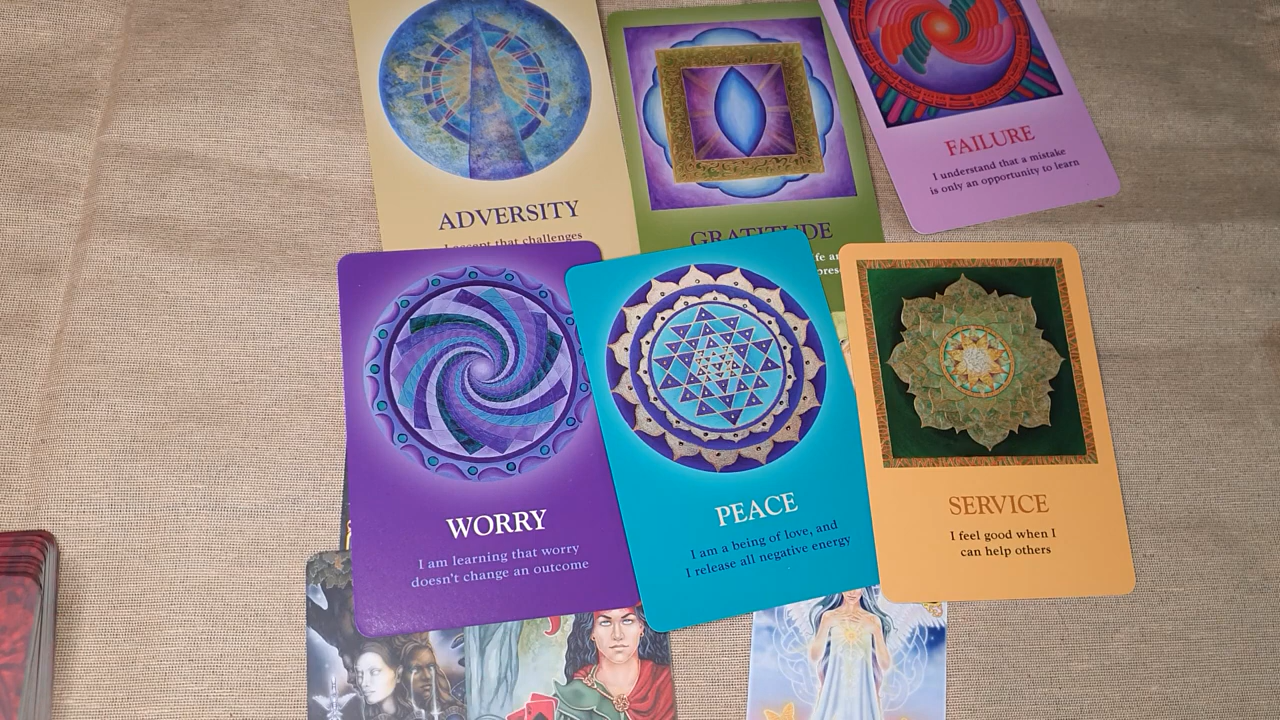 ADVERSITY
I accept that challenges
GRATITUDE
FAILURE
I understand that a mistake
is only an opportunity to learn
WORRY
I am learning that worry
doesn't change an outcome
PEACE
I am a being of love, and
I release all negative energy
SERVICE
I feel good when I
can help others